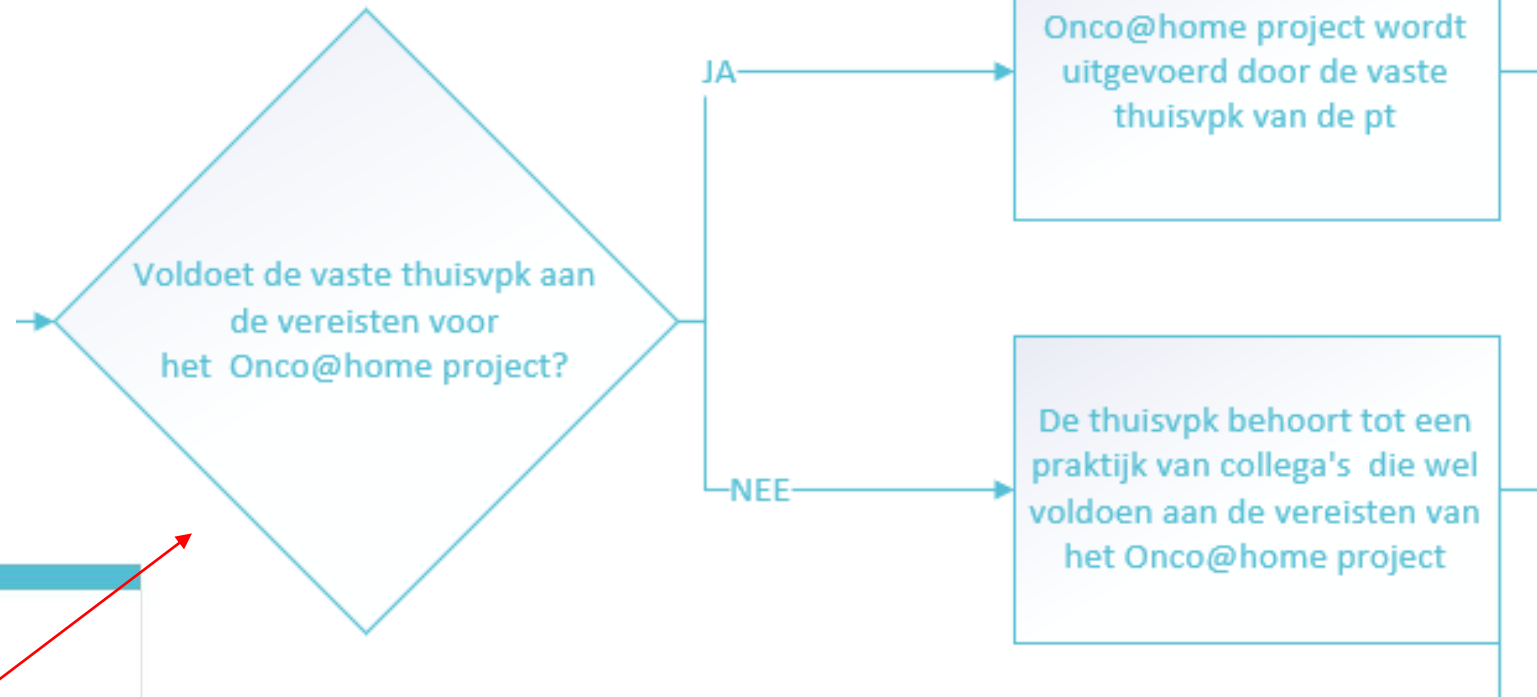 Voldoet de vaste thuisvpk aan
de vereisten voor
het  Onco@home project?
JA
Onco@home project wordt
uitgevoerd door de vaste
thuisvpk van de pt
NEE
De thuisvpk behoort tot een
praktijk van collega's  die wel
voldoen aan de vereisten van
het Onco@home project